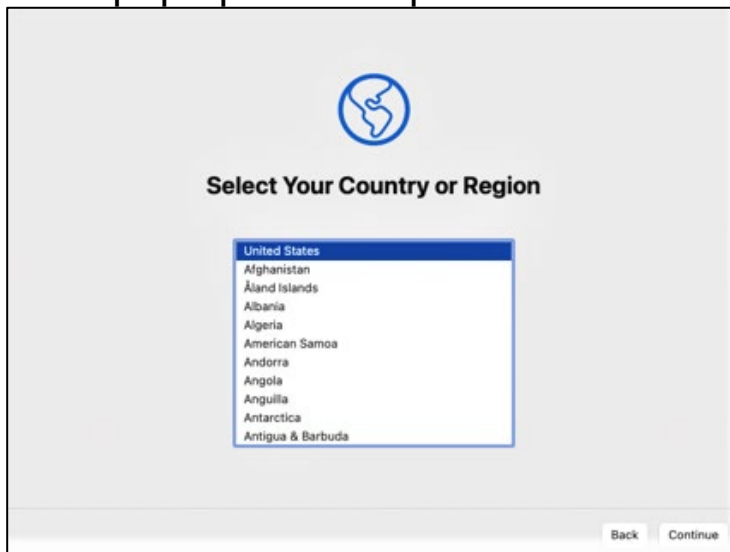 Select Your Country or Region
United States
Afghanistan
Åland Islands
Albania
Algeria
American Samoa
Andorra
Angola
Anguilla
Antarctica
Antigua & Barbuda
Back Continue